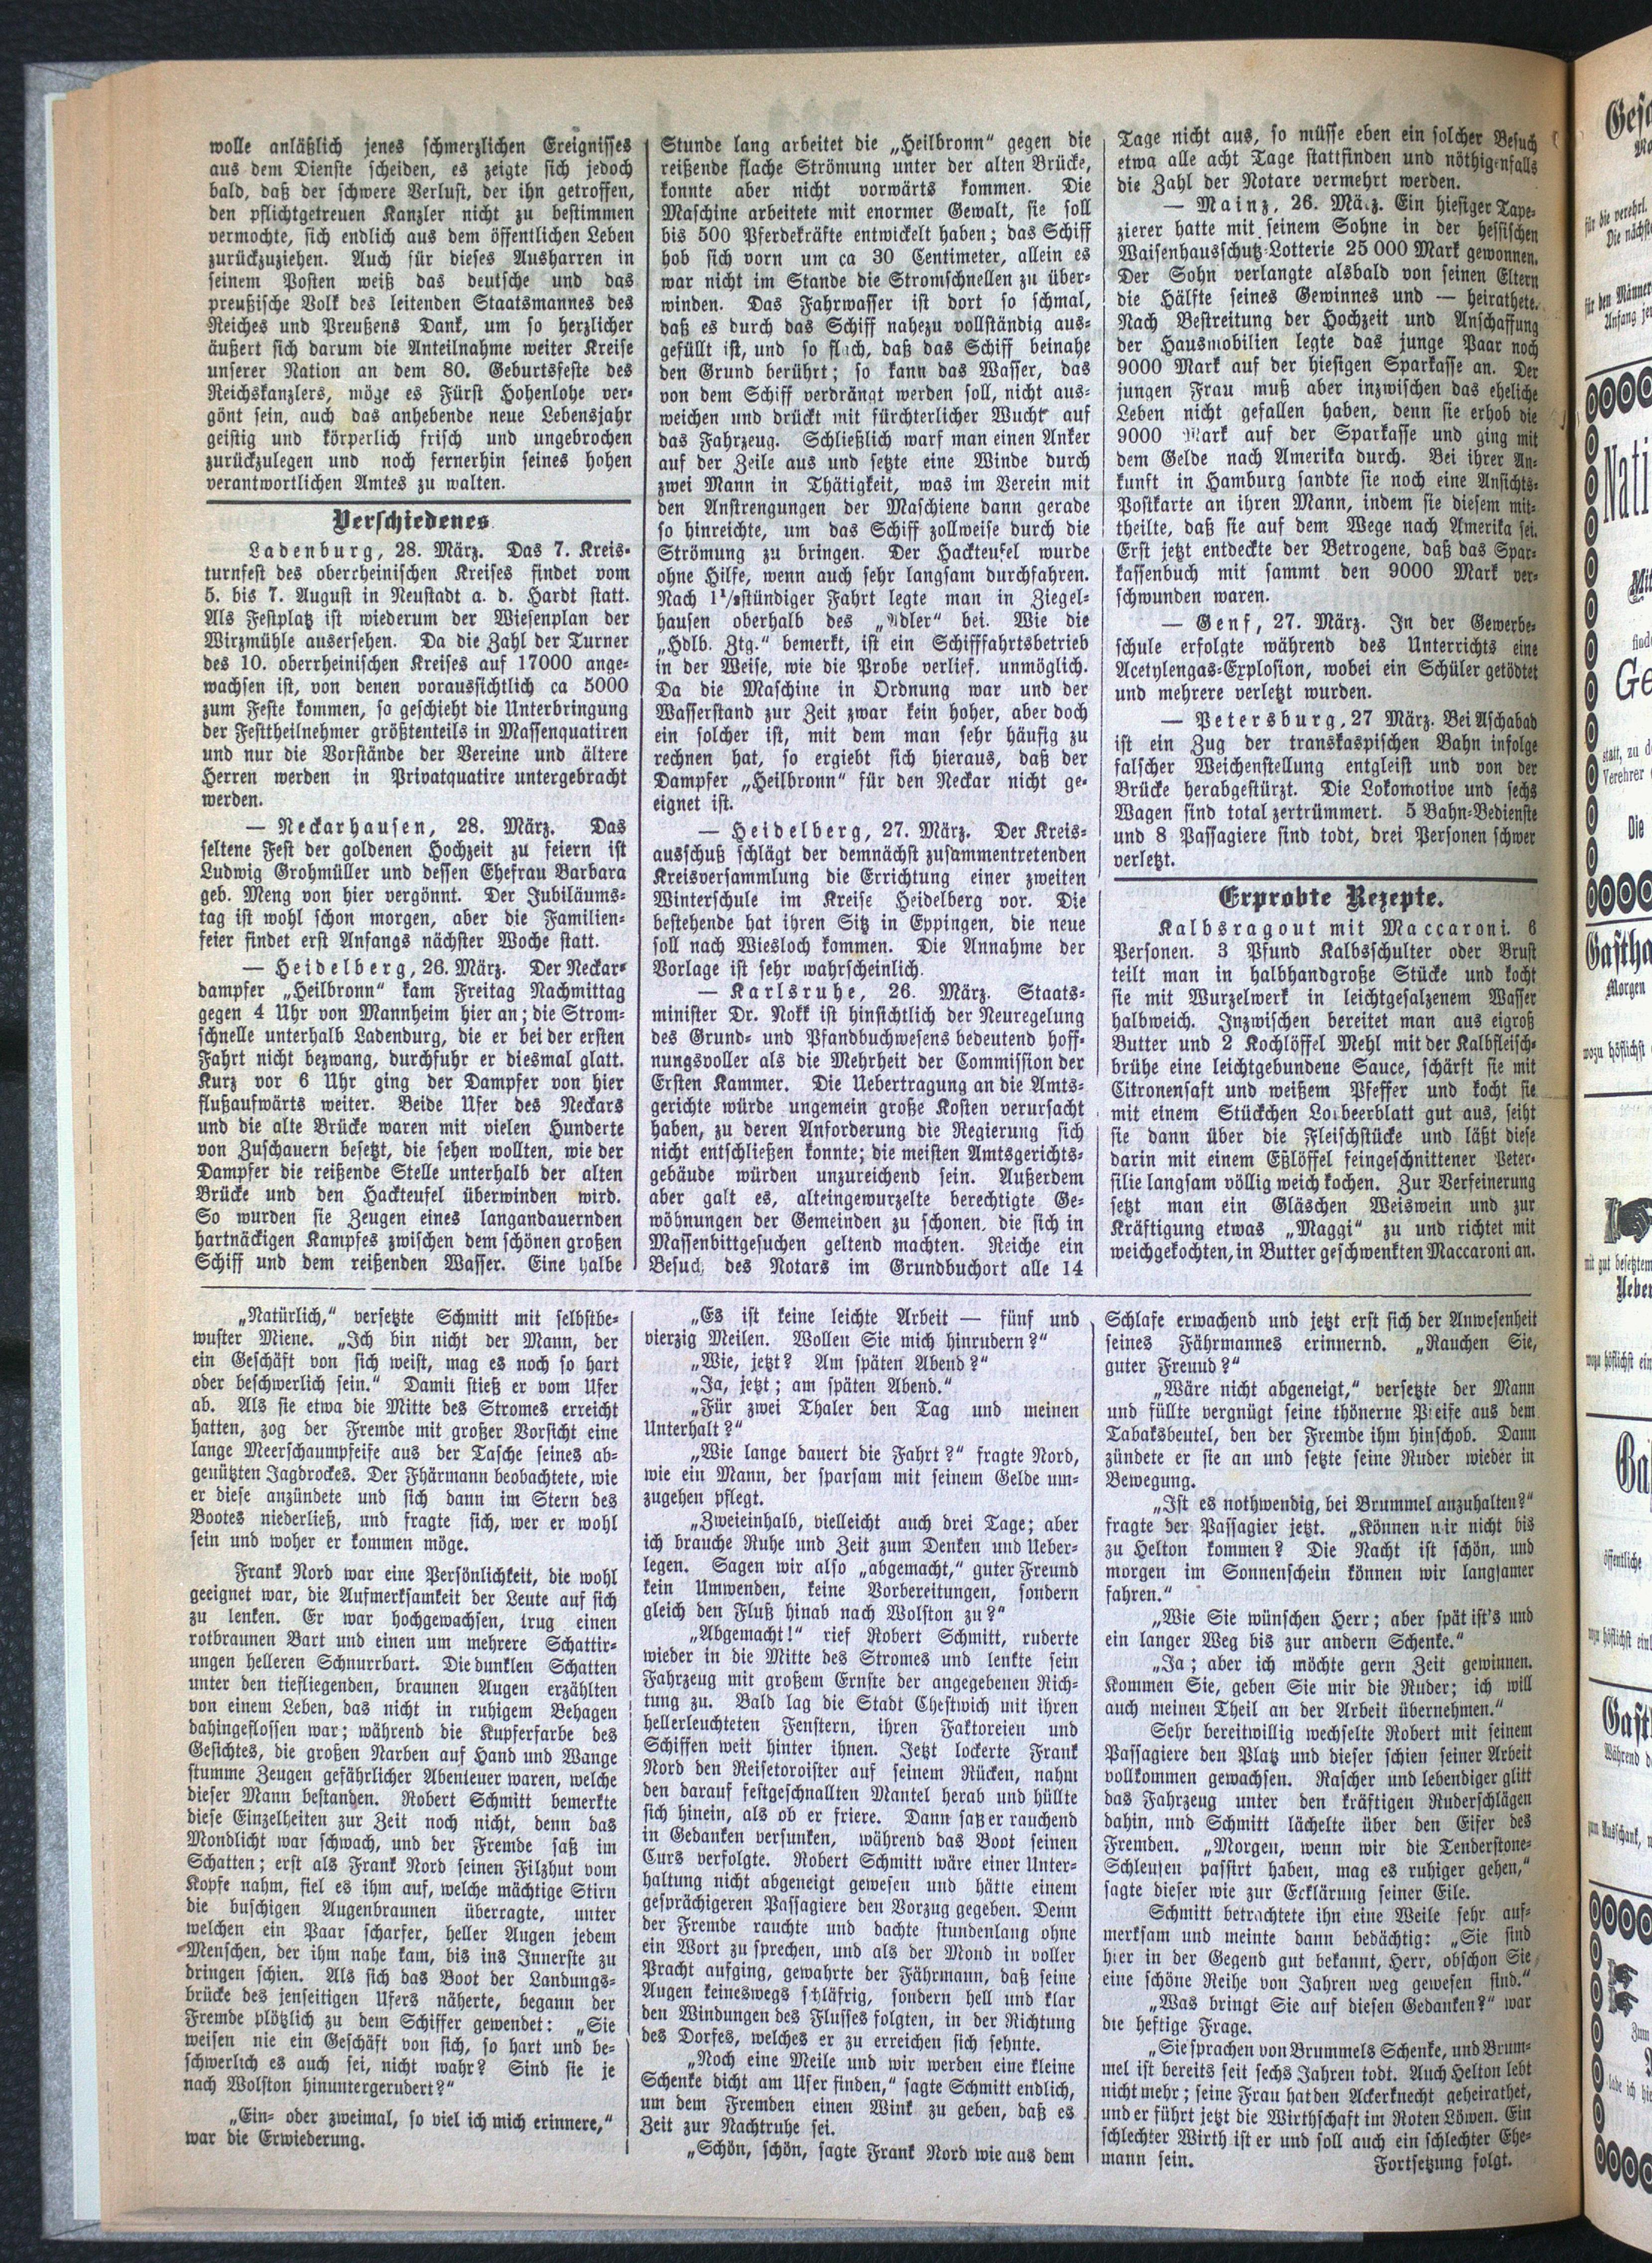 wolle anläßlich jenes schmerzlichen Ereignisses
aus dem Dienste scheiden, es zeigte sich jedoch
bald, daß der schwere Verlust, der ihn getroffen,
den pflichtgetreuen Kanzler nicht zu bestimmen
vermochte, sich endlich aus dem öffentlichen Leben
zurückzuziehen. Auch für dieses Ausharren in
seinem Posten weiß das deutsche und das
preußische Volk des leitenden Staatsmannes des
Reiches und Preußens Dank, um so herzlicher
äußert sich darum die Anteilnahme weiter Kreise
unserer Nation an dem 80. Geburtsfeste des
Reichskanzlers, möge es Fürst Hohenlohe ver-
gönt sein, auch das anhebende neue Lebensjahr
geistig und körperlich frisch und ungebrochen
zurückzulegen und noch fernerhin seines hohen
verantwortlichen Amtes zu walten.
Verschiedenes
Ladenburg, 28. März. Das 7. Kreis-
turnfest des oberrheinischen Kreises findet vom
5. bis 7. August in Neustadt a. d. Hardt statt.
Als Festplatz ist wiederum der Wiesenplan der
Wirzmühle ausersehen. Da die Zahl der Turner
des 10. oberrheinischen Kreises auf 17000 ange-
wachsen ist, von denen voraussichtlich ca 5000
zum Feste kommen, so geschieht die Unterbringung
der Festtheilnehmer größtenteils in Massenquatiren
und nur die Vorstände der Vereine und ältere
Herren werden in Privatquatire untergebracht
werden.
— Neckarhausen, 28. März. Das
seltene Fest der goldenen Hochzeit zu feiern ist
Ludwig Grohmüller und dessen Ehefrau Barbara
geb. Meng von hier vergönnt. Der Jubiläums-
tag ist wohl schon morgen, aber die Familien-
feier findet erst Anfangs nächster Woche statt.
— Heidelberg, 26. März. Der Neckar-
dampfer „Heilbronn“ kam Freitag Nachmittag
gegen 4 Uhr von Mannheim hier an; die Strom-
schnelle unterhalb Ladenburg, die er bei der ersten
Fahrt nicht bezwang, durchfuhr er diesmal glatt.
Kurz vor 6 Uhr ging der Dampfer von hier
flußaufwärts weiter. Beide Ufer des Neckars
und die alte Brücke waren mit vielen Hunderte
von Zuschauern besetzt, die sehen wollten, wie der
Dampfer die reißende Stelle unterhalb der alten
Brücke und den Hackteufel überwinden wird.
So wurden sie Zeugen eines langandauernden
hartnäckigen Kampfes zwischen dem schönen großen
Schiff und dem reißenden Wasser. Eine halbe
Stunde lang arbeitet die „Heilbronn“ gegen die
reißende flache Strömung unter der alten Brücke,
konnte aber nicht vorwärts kommen. Die
Maschine arbeitete mit enormer Gewalt, sie soll
bis 500 Pferdekräfte entwickelt haben; das Schiff
hob sich vorn um ca 30 Centimeter, allein es
war nicht im Stande die Stromschnellen zu über-
winden. Das Fahrwasser ist dort so schmal,
daß es durch das Schiff nahezu vollständig aus-
gefüllt ist, und so flach, daß das Schiff beinahe
den Grund berührt; so kann das Wasser, das
von dem Schiff verdrängt werden soll, nicht aus-
weichen und drückt mit fürchterlicher Wucht auf
das Fahrzeug. Schließlich warf man einen Anker
auf der Zeile aus und setzte eine Winde durch
zwei Mann in Thätigkeit, was im Verein mit
den Anstrengungen der Maschiene dann gerade
so hinreichte, um das Schiff zollweise durch die
Strömung zu bringen. Der Hackteufel wurde
ohne Hilfe, wenn auch sehr langsam durchfahren.
Nach 1½stündiger Fahrt legte man in Ziegel-
hausen oberhalb des „Adler“ bei. Wie die
„Hdlb. Ztg.“ bemerkt, ist ein Schifffahrtsbetrieb
in der Weise, wie die Probe verlief, unmöglich.
Da die Maschine in Ordnung war und der
Wasserstand zur Zeit zwar kein hoher, aber doch
ein solcher ist, mit dem man sehr häufig zu
rechnen hat, so ergiebt sich hieraus, daß der
Dampfer „Heilbronn“ für den Neckar nicht ge-
eignet ist.
— Heidelberg, 27. März. Der Kreis-
ausschuß schlägt der demnächst zusammentretenden
Kreisversammlung die Errichtung einer zweiten
Winterschule im Kreise Heidelberg vor. Die
bestehende hat ihren Sitz in Eppingen, die neue
soll nach Wiesloch kommen. Die Annahme der
Vorlage ist sehr wahrscheinlich.
— Karlsruhe, 26. März. Staats-
minister Dr. Nokk ist hinsichtlich der Neuregelung
des Grund- und Pfandbuchwesens bedeutend hoff-
nungsvoller als die Mehrheit der Commission der
Ersten Kammer. Die Uebertragung an die Amts-
gerichte würde ungemein große Kosten verursacht
haben, zu deren Anforderung die Regierung sich
nicht entschließen konnte; die meisten Amtsgerichts-
gebäude würden unzureichend sein. Außerdem
aber galt es, alteingewurzelte berechtigte Ge-
wöhnungen der Gemeinden zu schonen, die sich in
Massenbittgesuchen geltend machten. Reiche ein
Besuch des Notars im Grundbuchort alle 14
Tage nicht aus, so müsse eben ein solcher Besuch
etwa alle acht Tage stattfinden und nöthigenfalls
die Zahl der Notare vermehrt werden.
— Mainz, 26. März. Ein hiesiger Tape-
zierer hatte mit seinem Sohne in der hessischen
Waisenhausschutz-Lotterie 25 000 Mark gewonnen.
Der Sohn verlangte alsbald von seinen Eltern
die Hälfte seines Gewinnes und — heirathete.
Nach Bestreitung der Hochzeit und Anschaffung
der Hausmobilien legte das junge Paar noch
9000 Mark auf der hiesigen Sparkasse an. Der
jungen Frau muß aber inzwischen das eheliche
Leben nicht gefallen haben, denn sie erhob die
9000 Mark auf der Sparkasse und ging mit
dem Gelde nach Amerika durch. Bei ihrer An-
kunft in Hamburg sandte sie noch eine Ansichts-
Postkarte an ihren Mann, indem sie diesem mit-
theilte, daß sie auf dem Wege nach Amerika sei.
Erst jetzt entdeckte der Betrogene, daß das Spar-
kassenbuch mit sammt den 9000 Mark ver-
schwunden waren.
— Genf, 27. März. In der Gewerbe-
schule erfolgte während des Unterrichts eine
Acetylengas-Explosion, wobei ein Schüler getödtet
und mehrere verletzt wurden.
— Petersburg, 27 März. Bei Aschabad
ist ein Zug der transkaspischen Bahn infolge
falscher Weichenstellung entgleist und von der
Brücke herabgestürzt. Die Lokomotive und sechs
Wagen sind total zertrümmert. 5 Bahn-Bedienste
und 8 Passagiere sind todt, drei Personen schwer
verletzt.
Erprobte Rezepte.
Kalbsragout mit Maccaroni. 6
Personen. 3 Pfund Kalbsschulter oder Brust
teilt man in halbhandgroße Stücke und kocht
sie mit Wurzelwerk in leichtgesalzenem Wasser
halbweich. Inzwischen bereitet man aus eigroß
Butter und 2 Kochlöffel Mehl mit der Kalbfleisch-
brühe eine leichtgebundene Sauce, schärft sie mit
Citronensaft und weißem Pfeffer und kocht sie
mit einem Stückchen Lorbeerblatt gut aus, seiht
sie dann über die Fleischstücke und läßt diese
darin mit einem Eßlöffel feingeschnittener Peter-
silie langsam völlig weich kochen. Zur Verfeinerung
setzt man ein Gläschen Weiswein und zur
Kräftigung etwas „Maggi“ zu und richtet mit
weichgekochten, in Butter geschwenkten Maccaroni an.
„Natürlich,“ versetzte Schmitt mit selbstbe-
wußter Miene. „Ich bin nicht der Mann, der
ein Geschäft von sich weist, mag es noch so hart
oder beschwerlich sein.“ Damit stieß er vom Ufer
ab. Als sie etwa die Mitte des Stromes erreicht
hatten, zog der Fremde mit großer Vorsicht eine
lange Meerschaumpfeife aus der Tasche seines ab-
genützten Jagdrockes. Der Fhärmann beobachtete, wie
er diese anzündete und sich dann im Stern des
Bootes niederließ, und fragte sich, wer er wohl
sein und woher er kommen möge.
Frank Nord war eine Persönlichkeit, die wohl
geeignet war, die Aufmerksamkeit der Leute auf sich
zu lenken. Er war hochgewachsen, trug einen
rotbraunen Bart und einen um mehrere Schattir-
ungen helleren Schnurrbart. Die dunklen Schatten
unter den tiefliegenden, braunen Augen erzählten
von einem Leben, das nicht in ruhigem Behagen
dahingeflossen war; während die Kupferfarbe des
Gesichtes, die großen Narben auf Hand und Wange
stumme Zeugen gefährlicher Abenteuer waren, welche
dieser Mann bestanden. Robert Schmitt bemerkte
diese Einzelheiten zur Zeit noch nicht, denn das
Mondlicht war schwach, und der Fremde saß im
Schatten; erst als Frank Nord seinen Filzhut vom
Kopfe nahm, fiel es ihm auf, welche mächtige Stirn
die buschigen Augenbraunen überragte, unter
welchen ein Paar scharfer, heller Augen jedem
Menschen, der ihm nahe kam, bis ins Innerste zu
dringen schien. Als sich das Boot der Landungs-
brücke des jenseitigen Ufers näherte, begann der
Fremde plötzlich zu dem Schiffer gewendet: „Sie
weisen nie ein Geschäft von sich, so hart und be-
schwerlich es auch sei, nicht wahr? Sind sie je
nach Wolston hinuntergerudert?“
„Ein- oder zweimal, so viel ich mich erinnere,“
war die Erwiederung.
„Es ist keine leichte Arbeit — fünf und
vierzig Meilen. Wollen Sie mich hinrudern?“
„Wie, jetzt? Am späten Abend?“
„Ja, jetzt; am späten Abend.“
„Für zwei Thaler den Tag und meinen
Unterhalt?“
„Wie lange dauert die Fahrt?“ fragte Nord,
wie ein Mann, der sparsam mit seinem Gelde um-
zugehen pflegt.
„Zweieinhalb, vielleicht auch drei Tage; aber
ich brauche Ruhe und Zeit zum Denken und Ueber-
legen. Sagen wir also „abgemacht,“ guter Freund
kein Umwenden, keine Vorbereitungen, sondern
gleich den Fluß hinab nach Wolston zu?“
„Abgemacht!“ rief Robert Schmitt, ruderte
wieder in die Mitte des Stromes und lenkte sein
Fahrzeug mit großem Ernste der angegebenen Rich-
tung zu. Bald lag die Stadt Chestwich mit ihren
hellerleuchteten Fenstern, ihren Faktoreien und
Schiffen weit hinter ihnen. Jetzt lockerte Frank
Nord den Reisetoroister auf seinem Rücken, nahm
den darauf festgeschnallten Mantel herab und hüllte
sich hinein, als ob er friere. Dann saß er rauchend
in Gedanken versunken, während das Boot seinen
Curs verfolgte. Robert Schmitt wäre einer Unter-
haltung nicht abgeneigt gewesen und hätte einem
gesprächigeren Passagiere den Vorzug gegeben. Denn
der Fremde rauchte und dachte stundenlang ohne
ein Wort zu sprechen, und als der Mond in voller
Pracht aufging, gewahrte der Fährmann, daß seine
Augen keineswegs schläfrig, sondern hell und klar
den Windungen des Flusses folgten, in der Richtung
des Dorfes, welches er zu erreichen sich sehnte.
„Noch eine Meile und wir werden eine kleine
Schenke dicht am Ufer finden,“ sagte Schmitt endlich,
um dem Fremden einen Wink zu geben, daß es
Zeit zur Nachtruhe sei.
„Schön, schön, sagte Frank Nord wie aus dem
Schlafe erwachend und jetzt erst sich der Anwesenheit
seines Fährmannes erinnernd. „Rauchen Sie,
guter Freund?“
„Wäre nicht abgeneigt,“ versetzte der Mann
und füllte vergnügt seine thönerne Pfeife aus dem
Tabaksbeutel, den der Fremde ihm hinschob. Dann
zündete er sie an und setzte seine Ruder wieder in
Bewegung.
„Ist es nothwendig, bei Brummel anzuhalten?“
fragte der Passagier jetzt. „Können wir nicht bis
zu Helton kommen? Die Nacht ist schön, und
morgen im Sonnenschein können wir langsamer
fahren.“
„Wie Sie wünschen Herr; aber spät ist's und
ein langer Weg bis zur andern Schenke.“
„Ja; aber ich möchte gern Zeit gewinnen.
Kommen Sie, geben Sie mir die Ruder; ich will
auch meinen Theil an der Arbeit übernehmen.“
Sehr bereitwillig wechselte Robert mit seinem
Passagiere den Platz und dieser schien seiner Arbeit
vollkommen gewachsen. Rascher und lebendiger glitt
das Fahrzeug unter den kräftigen Ruderschlägen
dahin, und Schmitt lächelte über den Eifer des
Fremden. „Morgen, wenn wir die Tenderstone-
Schleusen passirt haben, mag es ruhiger gehen,“
sagte dieser wie zur Ecklärung seiner Eile.
Schmitt betrachtete ihn eine Weile sehr auf-
merksam und meinte dann bedächtig: „Sie sind
hier in der Gegend gut bekannt, Herr, obschon Sie
eine schöne Reihe von Jahren weg gewesen sind.“
„Was bringt Sie auf diesen Gedanken?“ war
die heftige Frage.
„Sie sprachen von Brummels Schenke, und Brum-
mel ist bereits seit sechs Jahren todt. Auch Helton lebt
nicht mehr; seine Frau hat den Ackerknecht geheirathet,
und er führt jetzt die Wirthschaft im Roten Löwen. Ein
schlechter Wirth ist er und soll auch ein schlechter Ehe-
mann sein.
Fortsetzung folgt.
für die verehrl.
Die nächste
für den Männer
Anfang je
statt, zu d
Verehrer
Die
Morgen
wozu höflichst
mit gut besetztem
Während d
zum Ausschank,